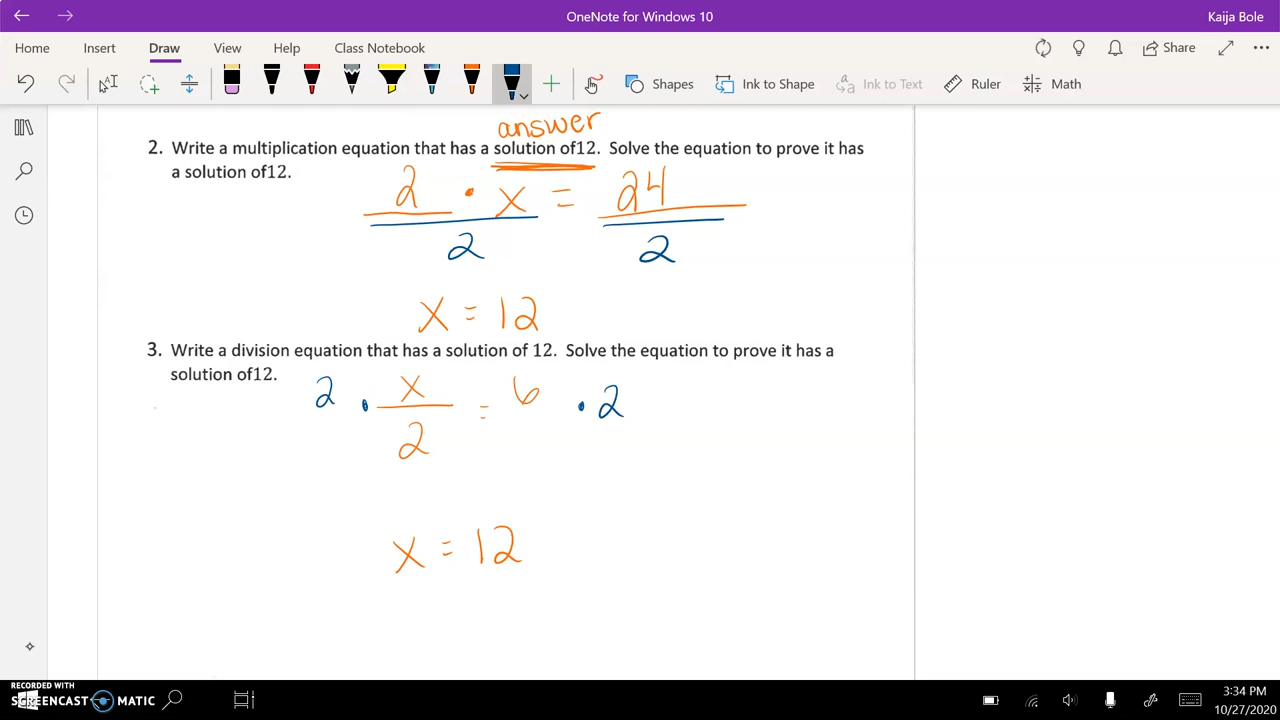 OneNote for Windows 10
Kaija Bole
Home Insert Draw View Help Class Notebook
Share
Shapes Ink to Shape Ink to Text Ruler Math
answer
2. Write a multiplication equation that has a solution of12. Solve the equation to prove it has
a solution of12.
2 • x = 24
2 2
x = 12
3. Write a division equation that has a solution of 12. Solve the equation to prove it has a
solution of12.
2 • x = 6 • 2
2
x = 12
RECORDED WITH
SCREENCAST MATIC
3:34 PM
10/27/2020